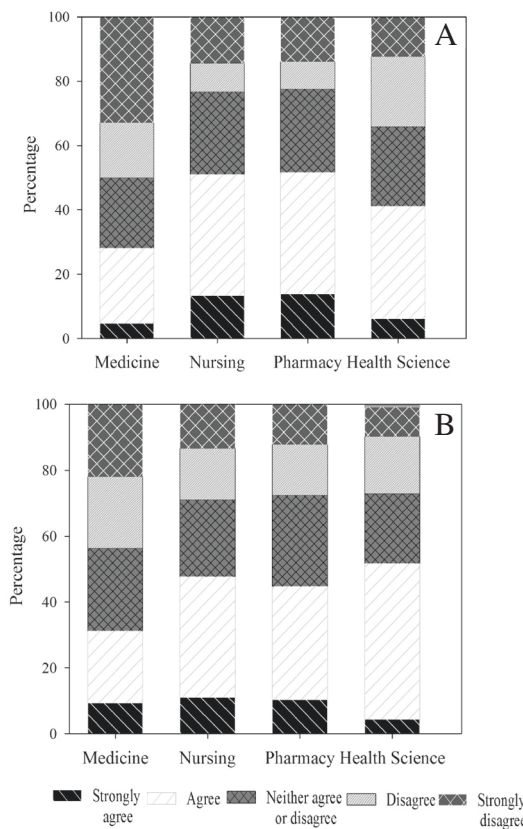 A
100
80
60
40
20
0
Percentage
Medicine Nursing Pharmacy Health Science
B
100
80
60
40
20
0
Percentage
Medicine Nursing Pharmacy Health Science
Strongly agree
Agree
Neither agree or disagree
Disagree
Strongly disagree